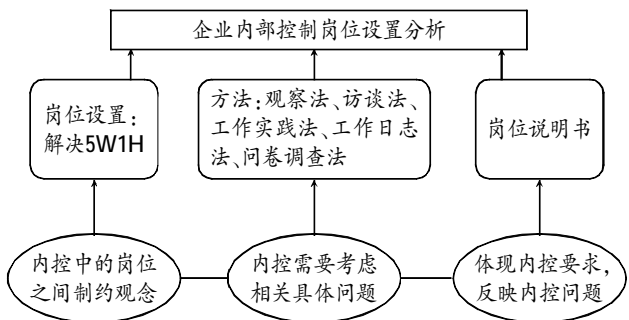 企业内部控制岗位设置分析
岗位设置：
解决5W1H
方法：观察法、访谈法、
工作实践法、工作日志
法、问卷调查法
岗位说明书
内控中的岗位
之间制约观念
内控需要考虑
相关具体问题
体现内控要求，
反映内控问题